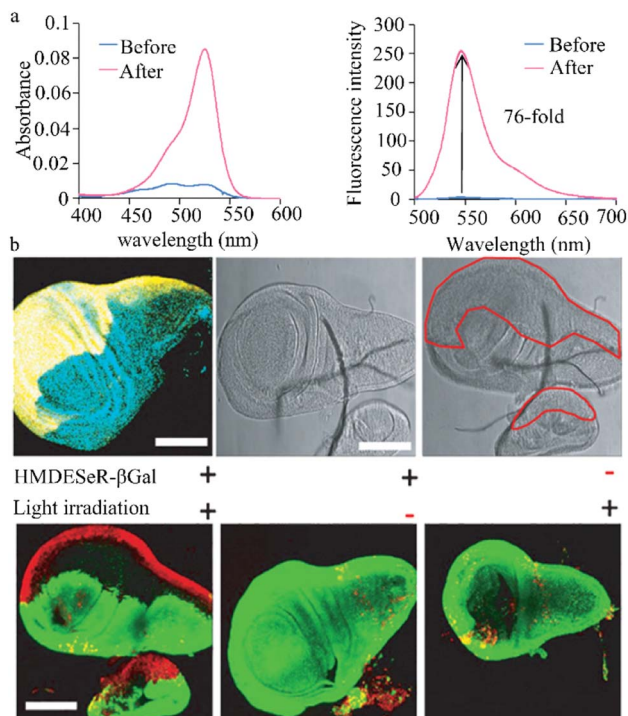 a
0.1
0.08
0.06
0.04
0.02
0
Absorbance
Before
After
400
450
500
550
600
wavelength (nm)
300
250
200
150
100
50
0
Fluorescence intensity
Before
After
76-fold
500
550
600
650
700
Wavelength (nm)
b
HMDESeR-βGal + + -
Light irradiation + - +